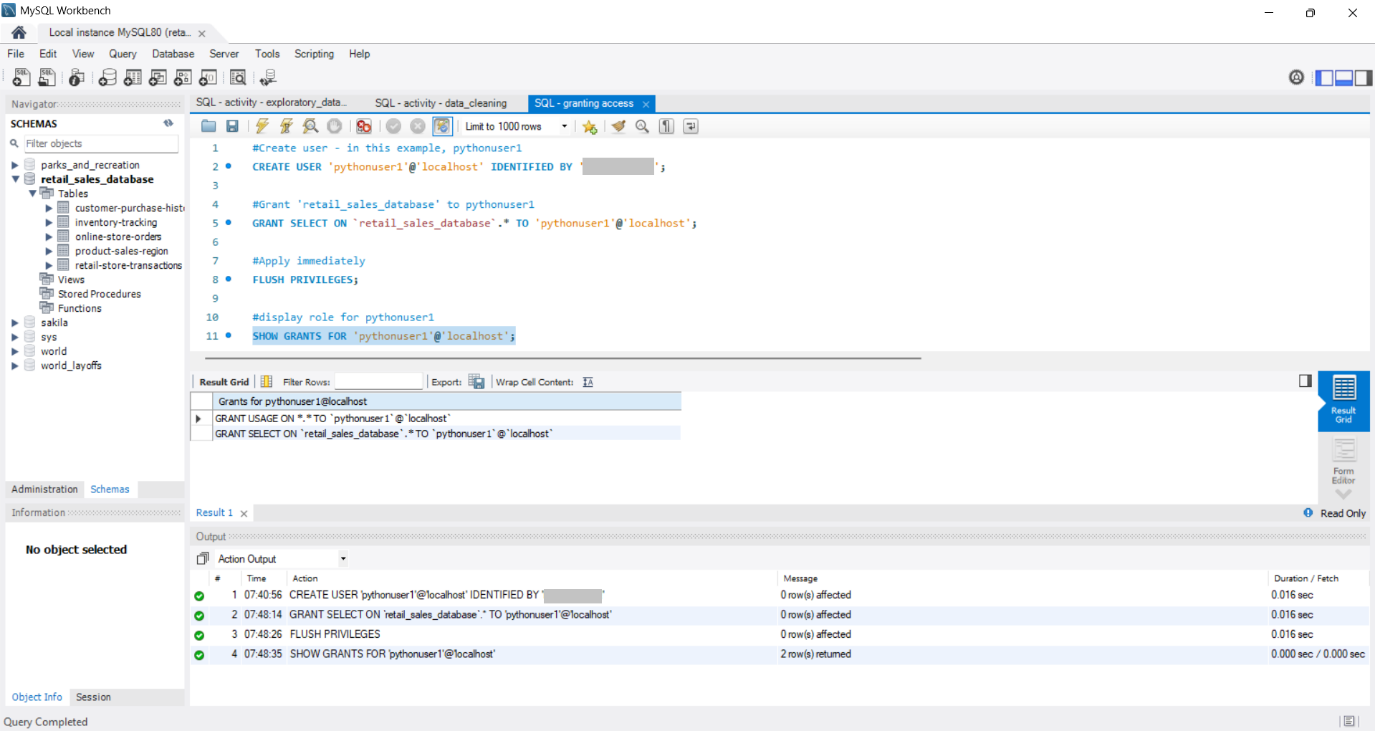 MySQL Workbench
Local instance MySQL80 (reta...
File Edit View Query Database Server Tools Scripting Help
Navigator
SCHEMAS
Filter objects
parks_and_recreation
retail_sales_database
Tables
customer-purchase-hist
inventory-tracking
online-store-orders
product-sales-region
retail-store-transactions
Views
Stored Procedures
Functions
sakila
sys
world
world_layoffs
Administration Schemas
Information
No object selected
Object Info Session
SQL - activity - exploratory_data... SQL - activity - data_cleaning SQL - granting access
Limit to 1000 rows
1 #Create user - in this example, pythonuser1
2 CREATE USER 'pythonuser1'@'localhost' IDENTIFIED BY ' ';
3
4 #Grant 'retail_sales_database' to pythonuser1
5 GRANT SELECT ON `retail_sales_database`.* TO 'pythonuser1'@'localhost';
6
7 #Apply immediately
8 FLUSH PRIVILEGES;
9
10 #display role for pythonuser1
11 SHOW GRANTS FOR 'pythonuser1'@'localhost';
Result Grid Filter Rows: Export: Wrap Cell Content:
Grants for pythonuser1@localhost
GRANT USAGE ON *.* TO `pythonuser1`@`localhost`
GRANT SELECT ON `retail_sales_database`.* TO `pythonuser1`@`localhost`
Result
Grid
Form
Editor
Result 1
Read Only
Output
Action Output
# Time Action Message Duration / Fetch
1 07:40:56 CREATE USER 'pythonuser1'@'localhost' IDENTIFIED BY ' ' 0 row(s) affected 0.016 sec
2 07:48:14 GRANT SELECT ON `retail_sales_database`.* TO 'pythonuser1'@'localhost' 0 row(s) affected 0.016 sec
3 07:48:26 FLUSH PRIVILEGES 0 row(s) affected 0.016 sec
4 07:48:35 SHOW GRANTS FOR 'pythonuser1'@'localhost' 2 row(s) returned 0.000 sec / 0.000 sec
Query Completed